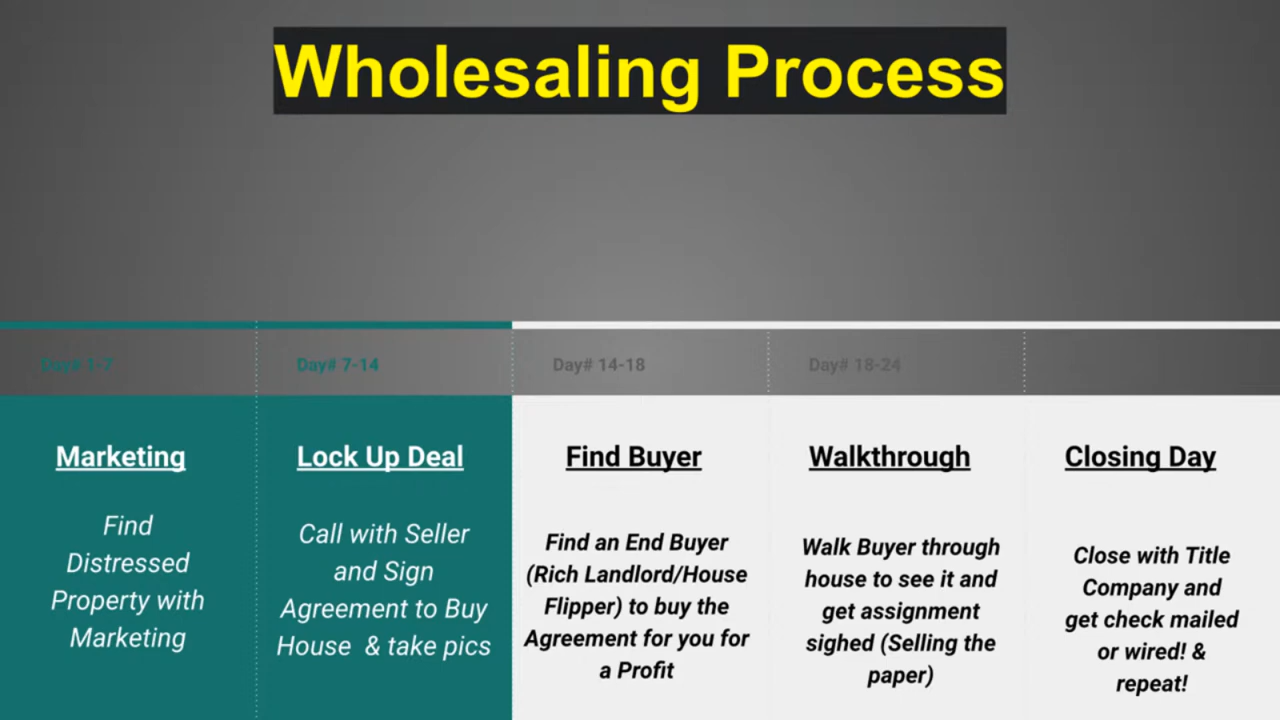 Wholesaling Process
Day# 1-7
Day# 7-14
Day# 14-18
Day# 18-24
Marketing
Find
Distressed
Property with
Marketing
Lock Up Deal
Call with Seller
and Sign
Agreement to Buy
House & take pics
Find Buyer
Find an End Buyer
(Rich Landlord/House
Flipper) to buy the
Agreement for you for
a Profit
Walkthrough
Walk Buyer through
house to see it and
get assignment
sighed (Selling the
paper)
Closing Day
Close with Title
Company and
get check mailed
or wired! &
repeat!